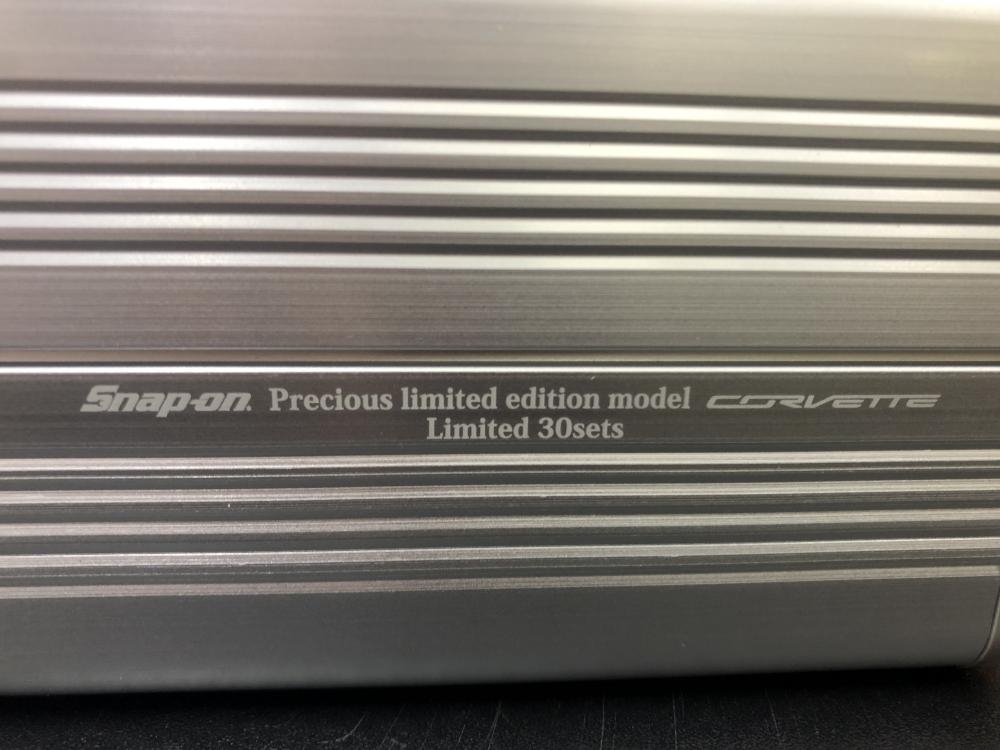 Snap-on. Precious limited edition model CORVETTE
Limited 30sets